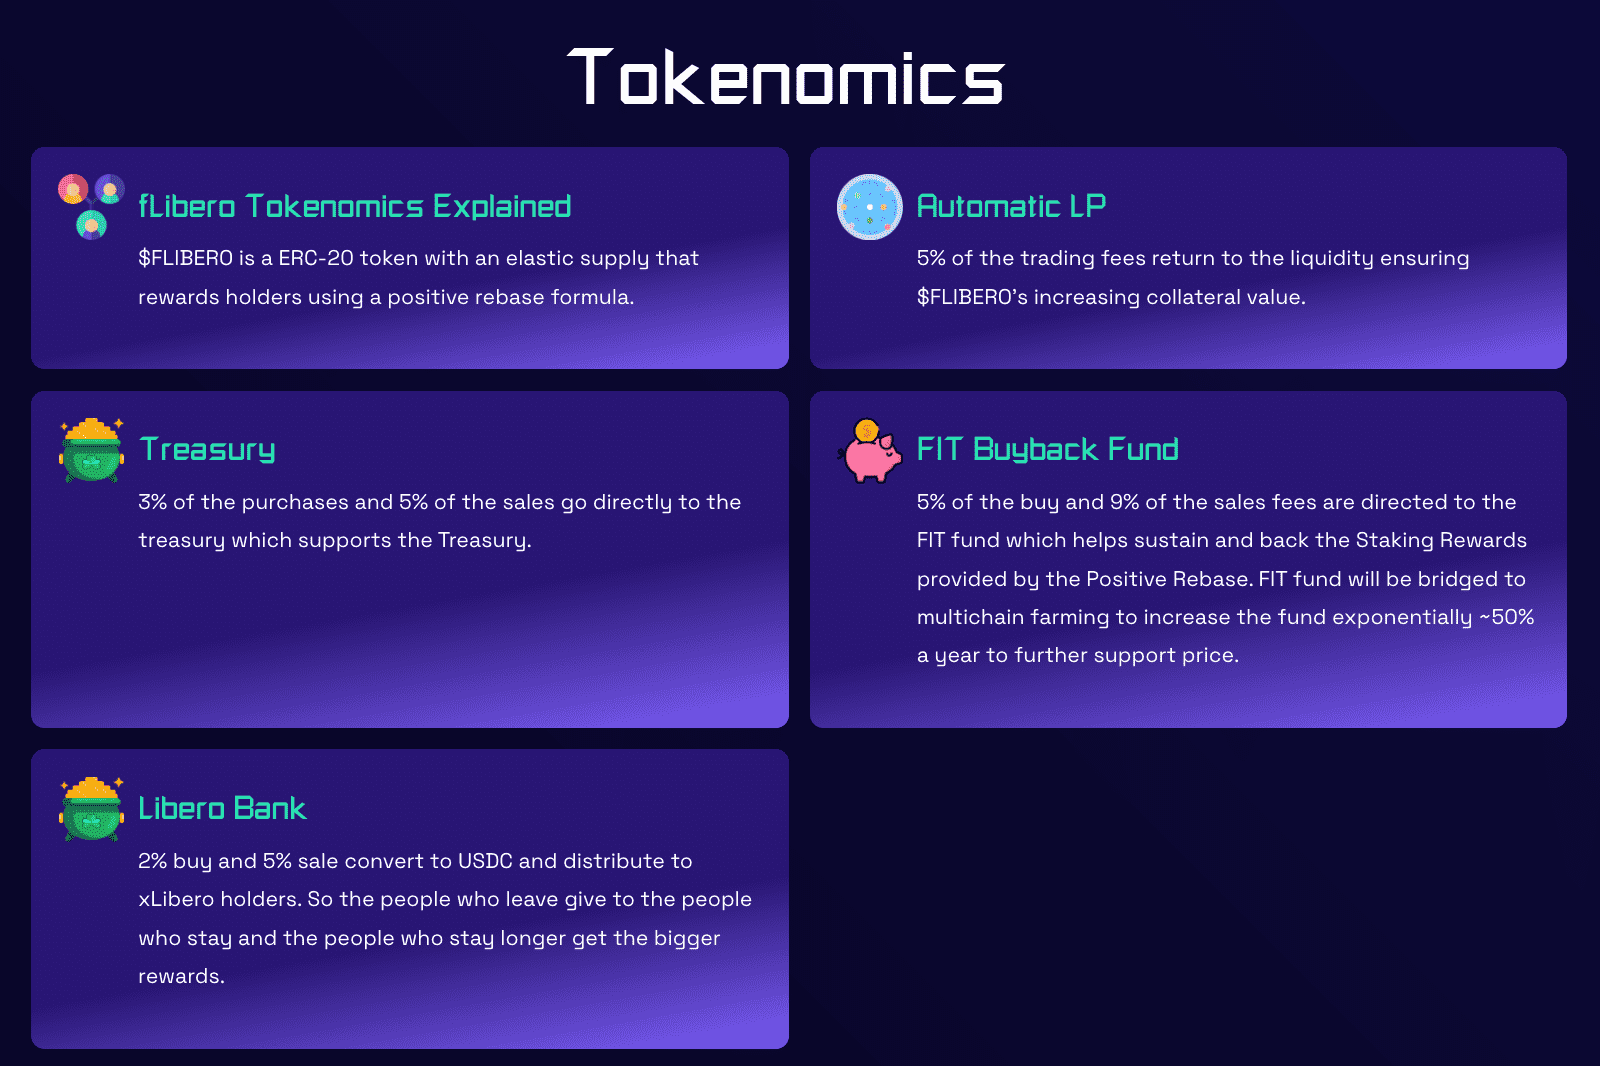 Tokenomics
fLibero Tokenomics Explained
$FLIBERO is a ERC-20 token with an elastic supply that
rewards holders using a positive rebase formula.
Automatic LP
5% of the trading fees return to the liquidity ensuring
$FLIBERO's increasing collateral value.
Treasury
3% of the purchases and 5% of the sales go directly to the
treasury which supports the Treasury.
FIT Buyback Fund
5% of the buy and 9% of the sales fees are directed to the
FIT fund which helps sustain and back the Staking Rewards
provided by the Positive Rebase. FIT fund will be bridged to
multichain farming to increase the fund exponentially ~50%
a year to further support price.
Libero Bank
2% buy and 5% sale convert to USDC and distribute to
xLibero holders. So the people who leave give to the people
who stay and the people who stay longer get the bigger
rewards.